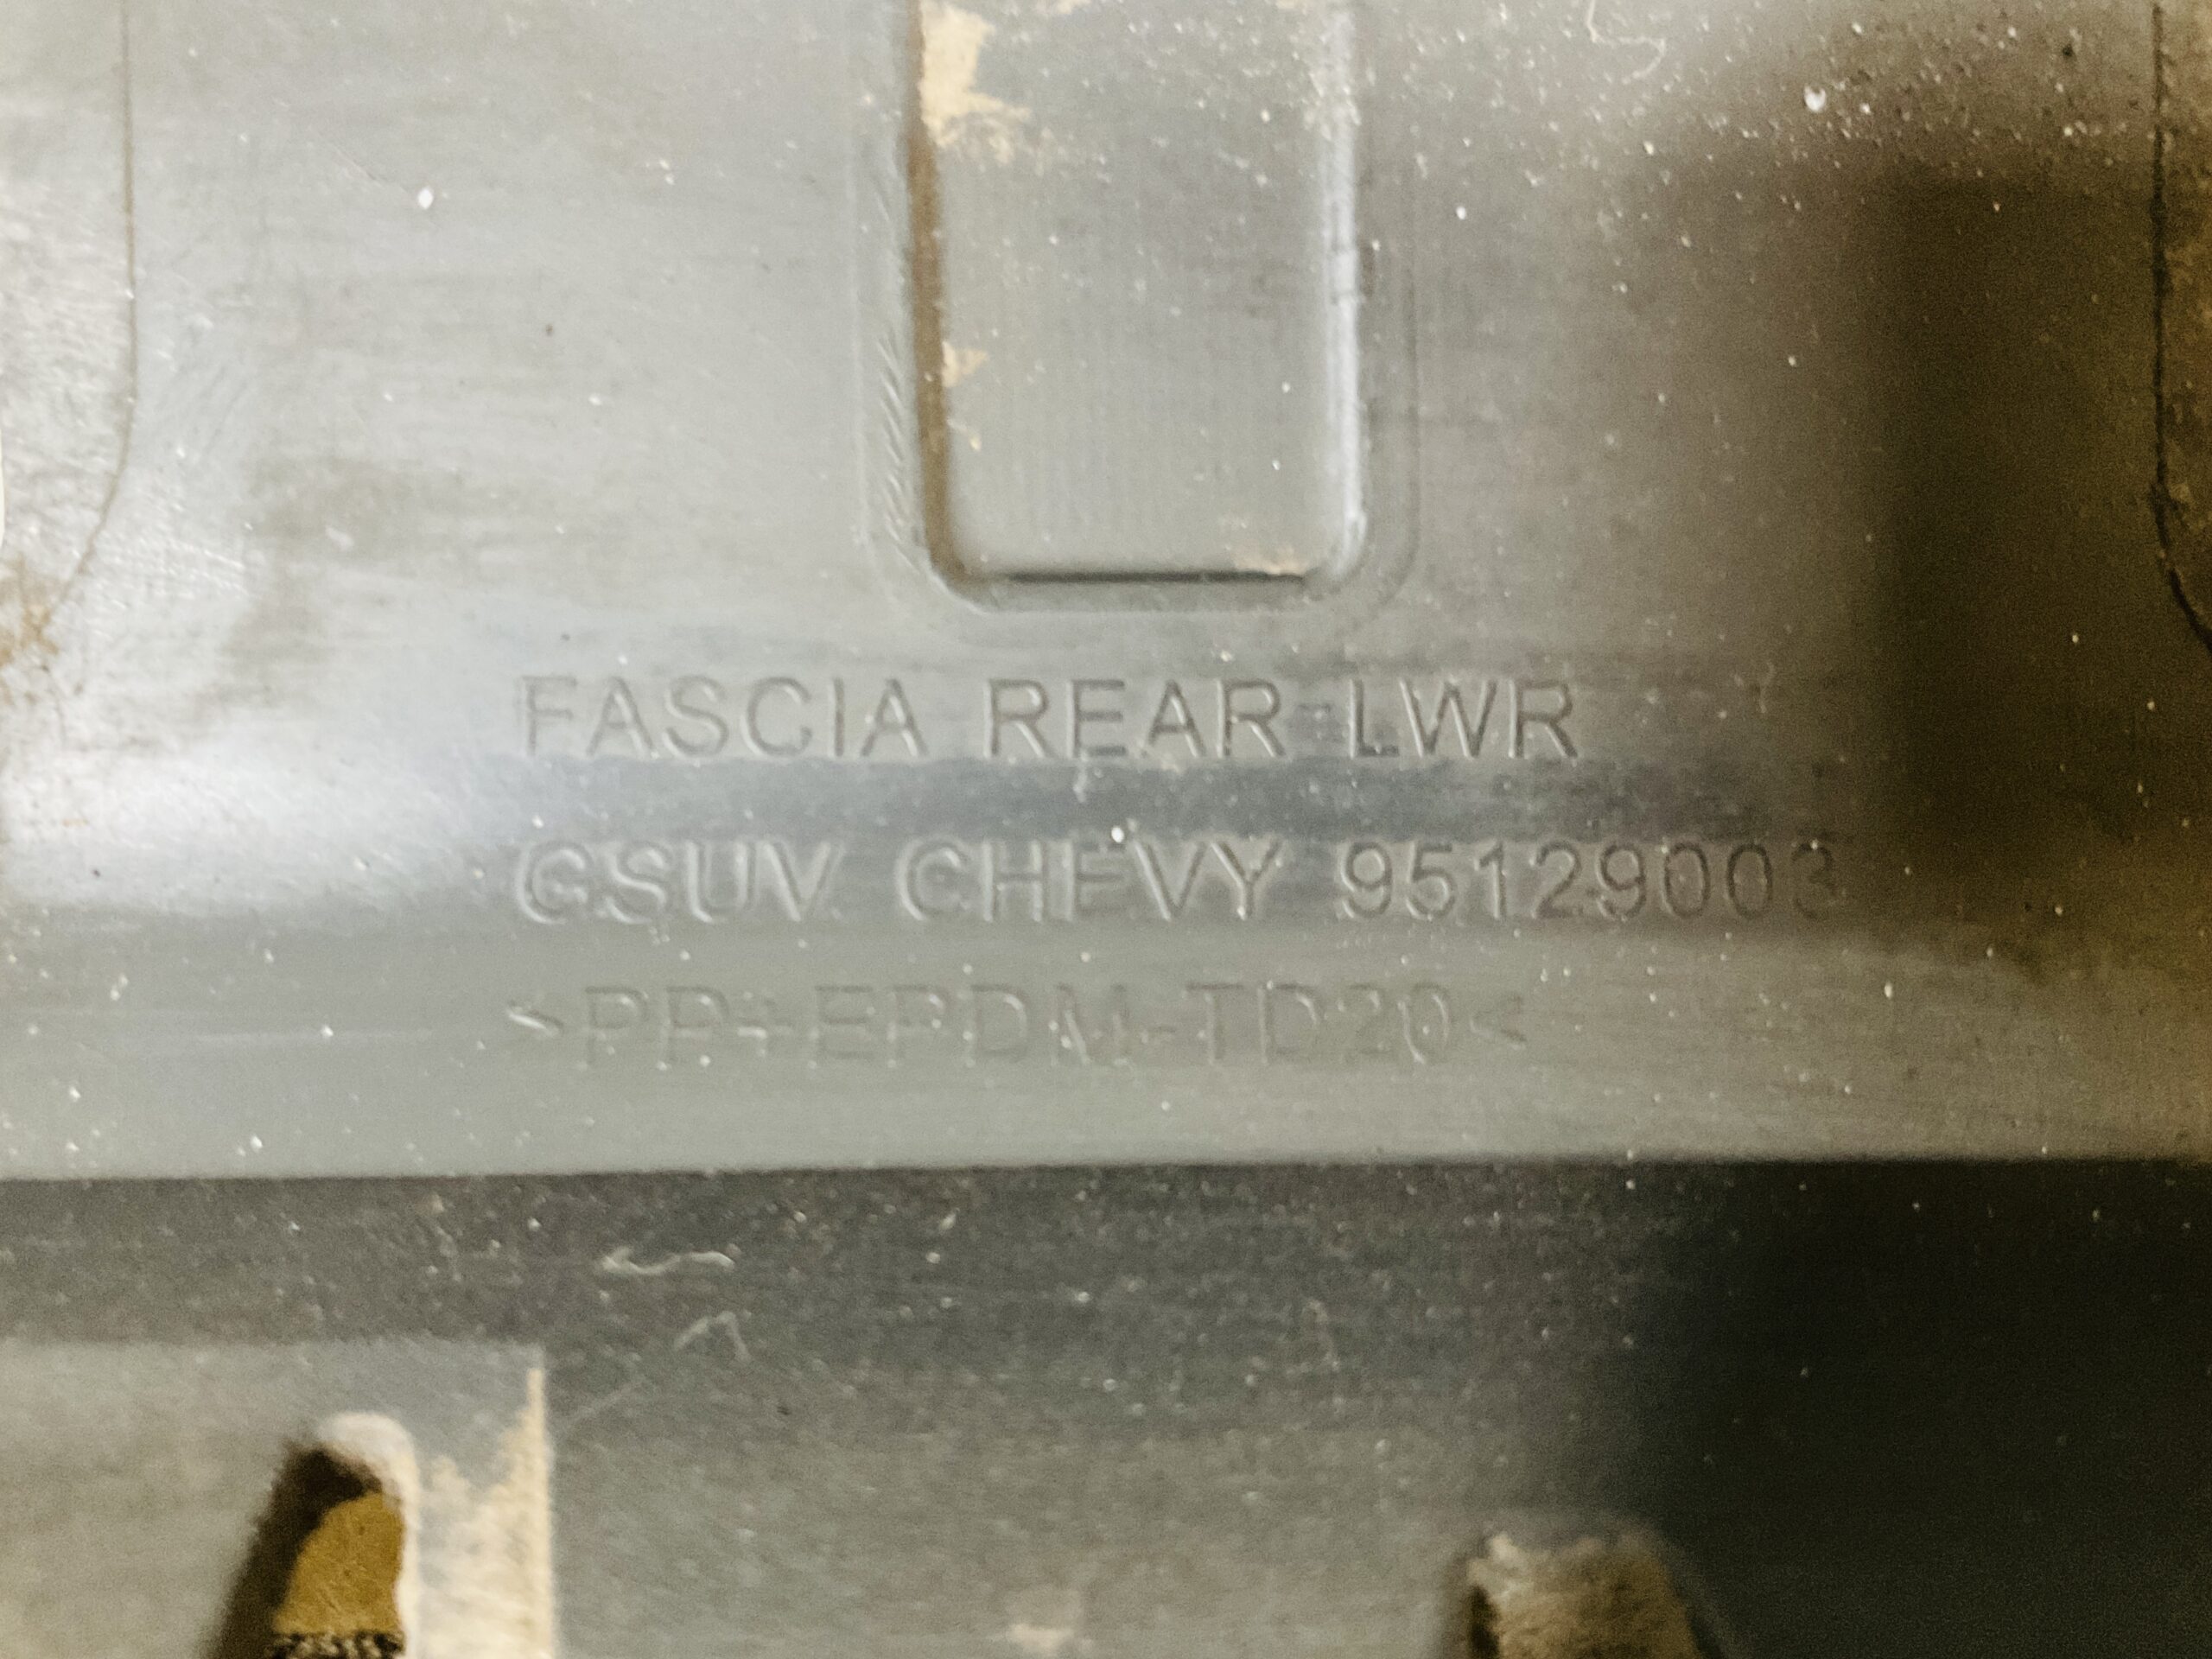 FASCIA REAR LWR
GSUV CHEVY 95129003
>PP+EPDM-TD20<